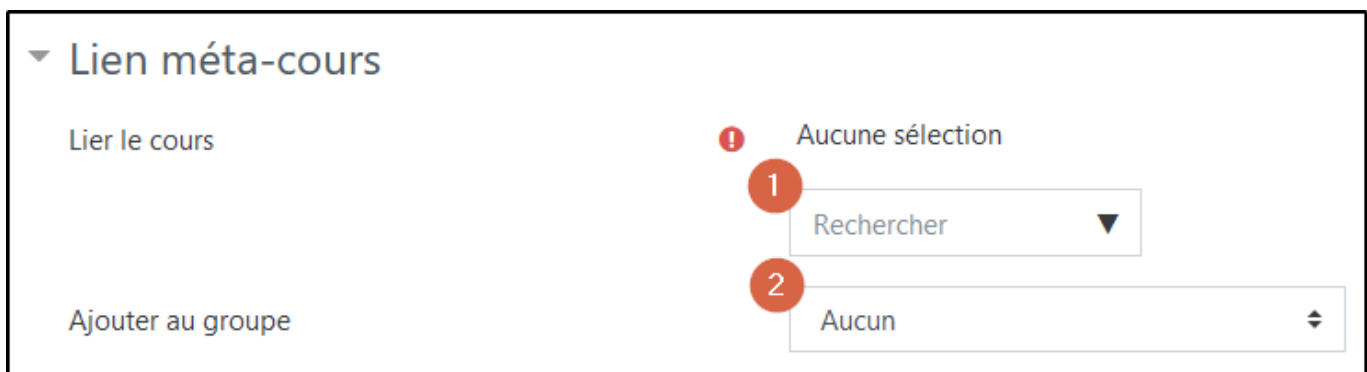 Lien méta-cours
Lier le cours
Aucune sélection
1
Rechercher
2
Ajouter au groupe
Aucun